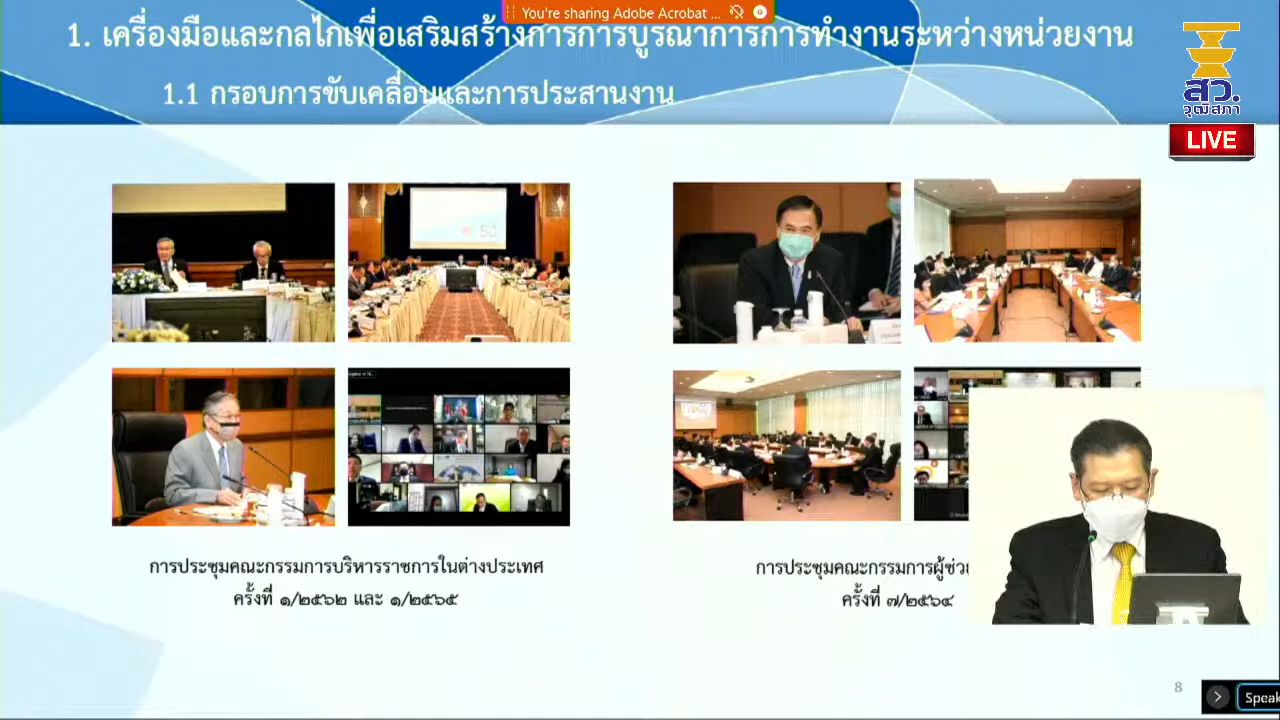 You're sharing Adobe Acrobat ...
1. เครื่องมือและกลไกเพื่อเสริมสร้างการการบูรณาการการทำงานระหว่างหน่วยงาน
1.1 กรอบการขับเคลื่อนและการประสานงาน
สว.
วุฒิสภา
LIVE
การประชุมคณะกรรมการบริหารราชการในต่างประเทศ
ครั้งที่ ๑/๒๕๖๒ และ ๑/๒๕๖๕
การประชุมคณะกรรมการผู้ช่วย
ครั้งที่ ๗/๒๕๖๔
8
Speak